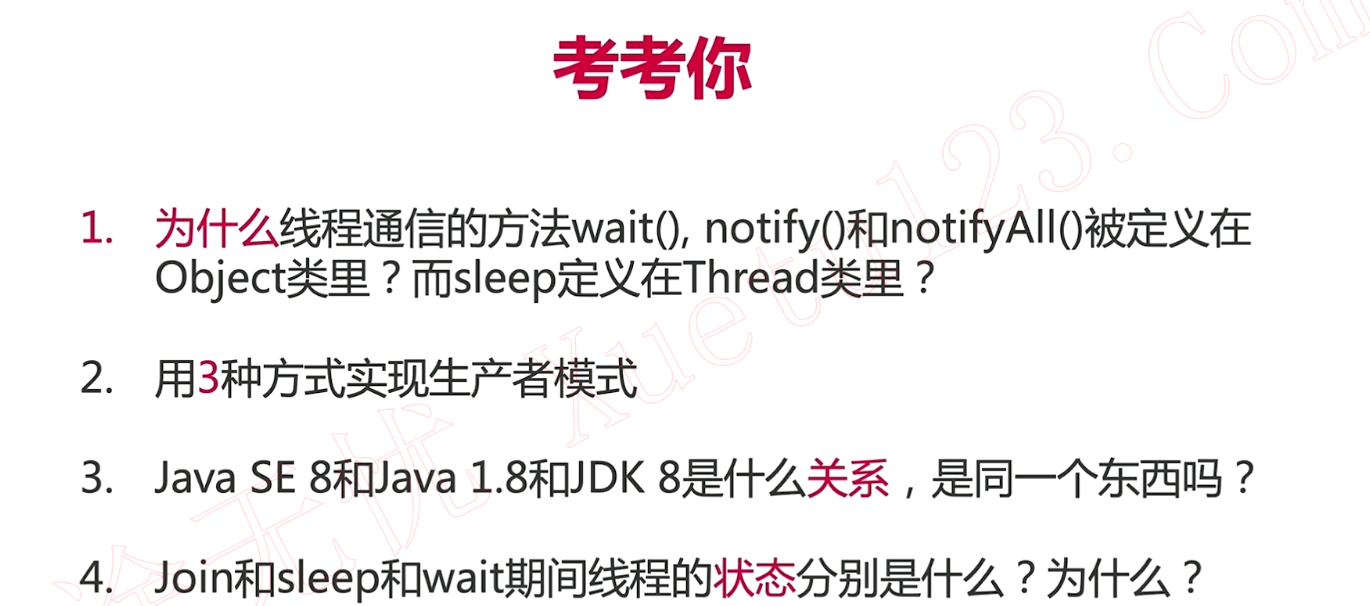 考考你
1. 为什么线程通信的方法wait(), notify()和notifyAll()被定义在
Object类里？而sleep定义在Thread类里？
2. 用3种方式实现生产者模式
3. Java SE 8和Java 1.8和JDK 8是什么关系，是同一个东西吗？
4. Join和sleep和wait期间线程的状态分别是什么？为什么？
途无忧 Xuetu123.Com